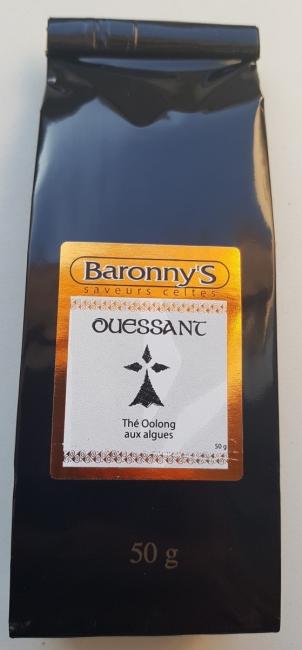 Baronny'S
saveurs celtes
OUESSANT
Thé Oolong
aux algues
50 g
50 g